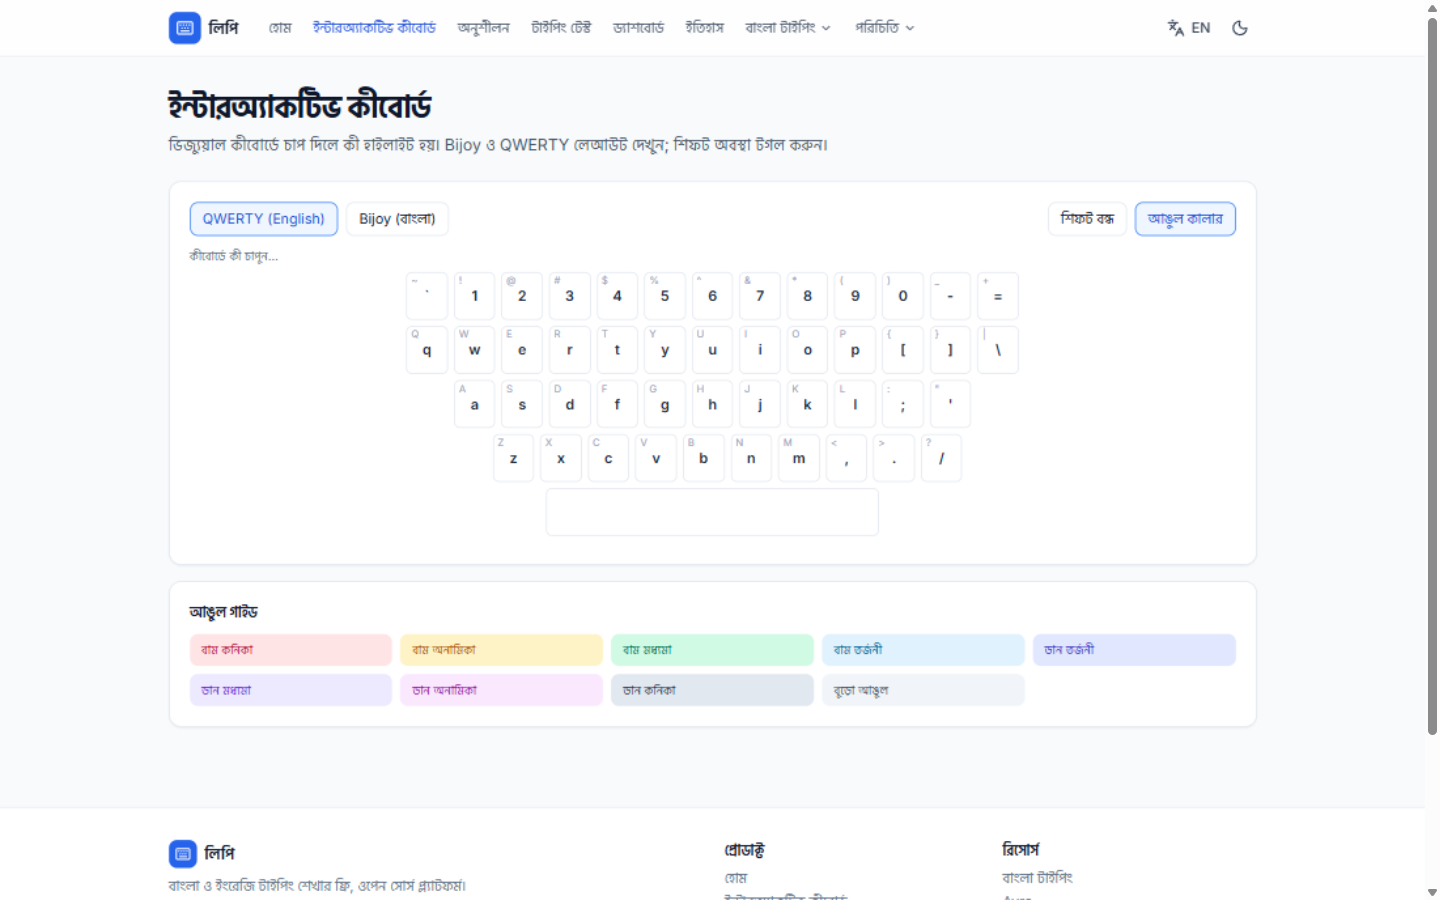 লিপি হোম ইন্টারঅ্যাকটিভ কীবোর্ড অনুশীলন টাইপিং টেস্ট ড্যাশবোর্ড ইতিহাস বাংলা টাইপিং পরিচিতি EN
ইন্টারঅ্যাকটিভ কীবোর্ড
ভিজ্যুয়াল কীবোর্ডে চাপ দিলে কী হাইলাইট হয়। Bijoy ও QWERTY লেআউট দেখুন; শিফট অবস্থা টগল করুন।
QWERTY (English) Bijoy (বাংলা) শিফট বন্ধ আঙুল কালার
কীবোর্ডে কী চাপুন...
~ ! @ # $ % ^ & * ( ) _ +
` 1 2 3 4 5 6 7 8 9 0 - =
Q W E R T Y U I O P { } |
q w e r t y u i o p [ ] \
A S D F G H J K L : "
a s d f g h j k l ; '
Z X C V B N M < > ?
z x c v b n m , . /
আঙুল গাইড
বাম কনিষ্ঠা বাম অনামিকা বাম মধ্যমা বাম তর্জনী ডান তর্জনী
ডান মধ্যমা ডান অনামিকা ডান কনিষ্ঠা বুড়ো আঙুল
লিপি প্রোডাক্ট রিসোর্স
বাংলা ও ইংরেজি টাইপিং শেখার ফ্রি, ওপেন সোর্স প্ল্যাটফর্ম। হোম বাংলা টাইপিং
ইন্টারঅ্যাকটিভ কীবোর্ড